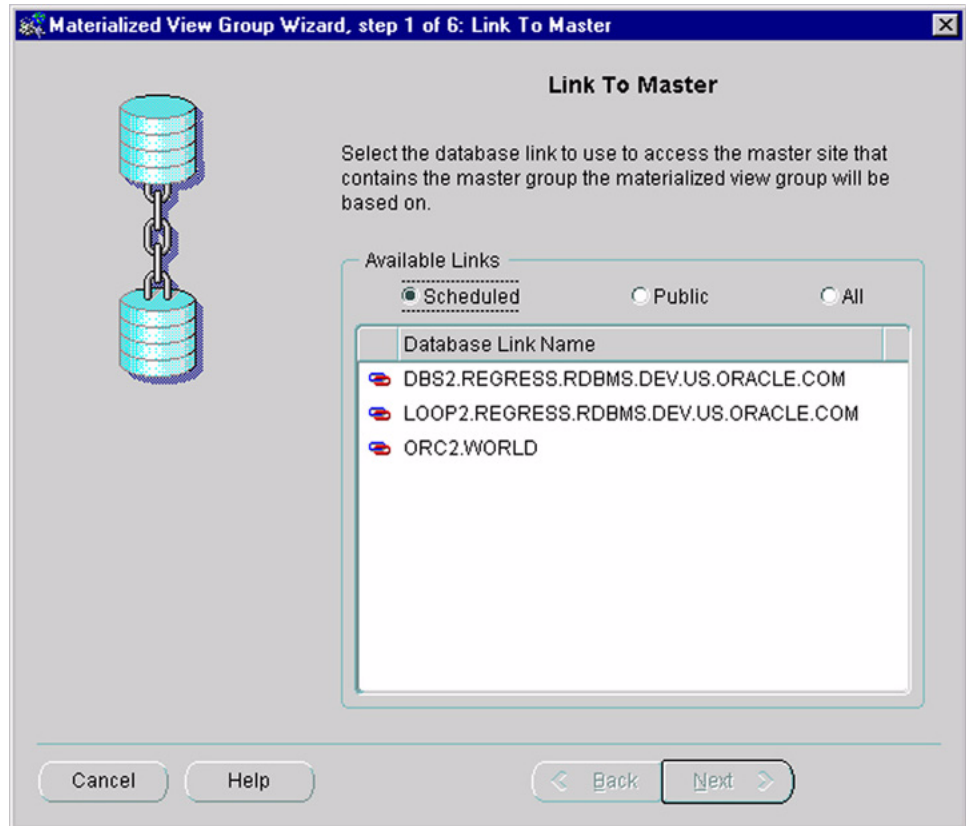 Materialized View Group Wizard, step 1 of 6: Link To Master
Link To Master
Select the database link to use to access the master site that
contains the master group the materialized view group will be
based on.
Available Links
Scheduled Public All
Database Link Name
DBS2.REGRESS.RDBMS.DEV.US.ORACLE.COM
LOOP2.REGRESS.RDBMS.DEV.US.ORACLE.COM
ORC2.WORLD
Cancel Help Back Next